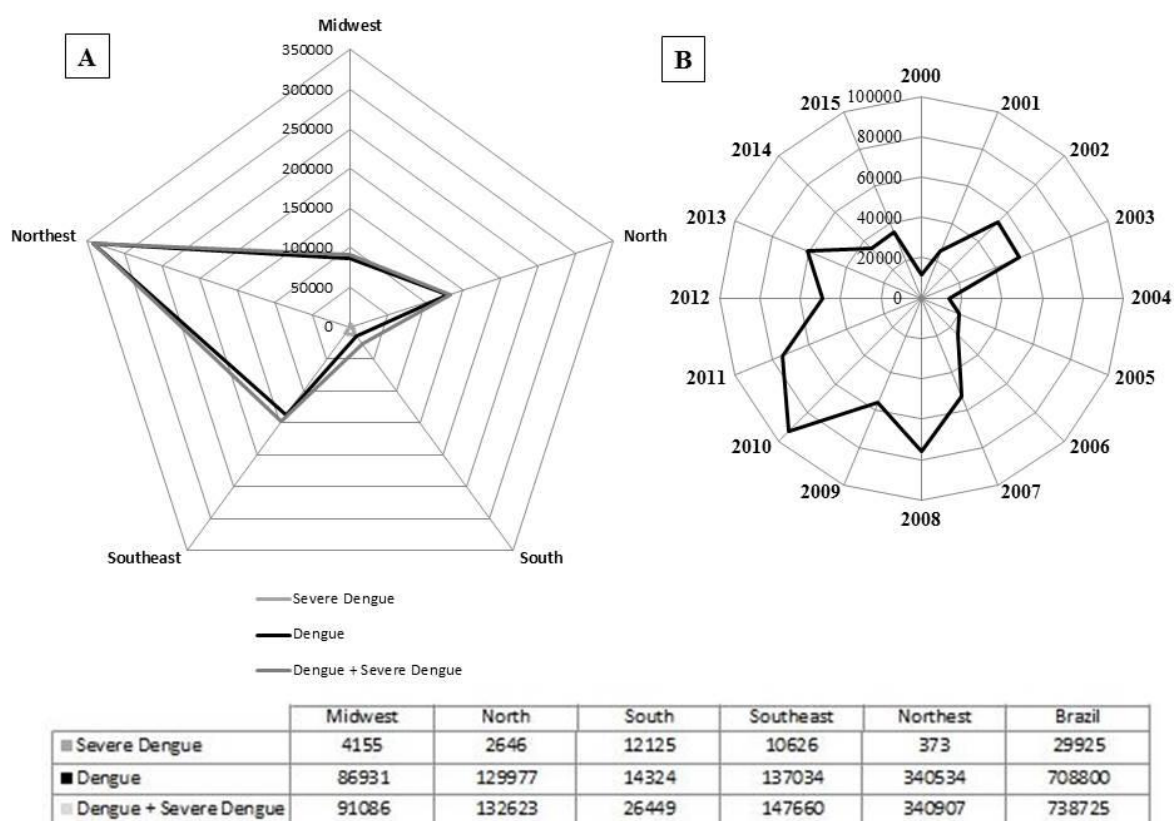 A
Midwest
350000
300000
250000
200000
150000
100000
50000
0
Northest
North
Southeast
South
Severe Dengue
Dengue
Dengue + Severe Dengue
B
2000
2001
2002
2003
2004
2005
2006
2007
2008
2009
2010
2011
2012
2013
2014
2015
100000
80000
60000
40000
20000
0
Midwest North South Southeast Northest Brazil
Severe Dengue 4155 2646 12125 10626 373 29925
Dengue 86931 129977 14324 137034 340534 708800
Dengue + Severe Dengue 91086 132623 26449 147660 340907 738725